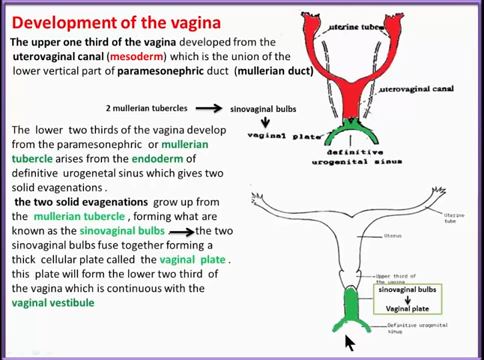 Development of the vagina
The upper one third of the vagina developed from the
uterovaginal canal (mesoderm) which is the union of the
lower vertical part of paramesonephric duct (mullerian duct)
2 mullerian tubercles
sinovaginal bulbs
vaginal plate
The lower two thirds of the vagina develop
from the paramesonephric or mullerian
tubercle arises from the endoderm of
definitive urogenetal sinus which gives two
solid evagenations .
the two solid evagenations grow up from
the mullerian tubercle , forming what are
known as the sinovaginal bulbs the two
sinovaginal bulbs fuse together forming a
thick cellular plate called the vaginal plate .
this plate will form the lower two third of
the vagina which is continuous with the
vaginal vestibule
uterine tube
uterovaginal canal
definitive
urogenital sinus
Uterine
tube
Uterus
Upper third of
the vagina
sinovaginal bulbs
Vaginal plate
Definitive urogenital
sinus